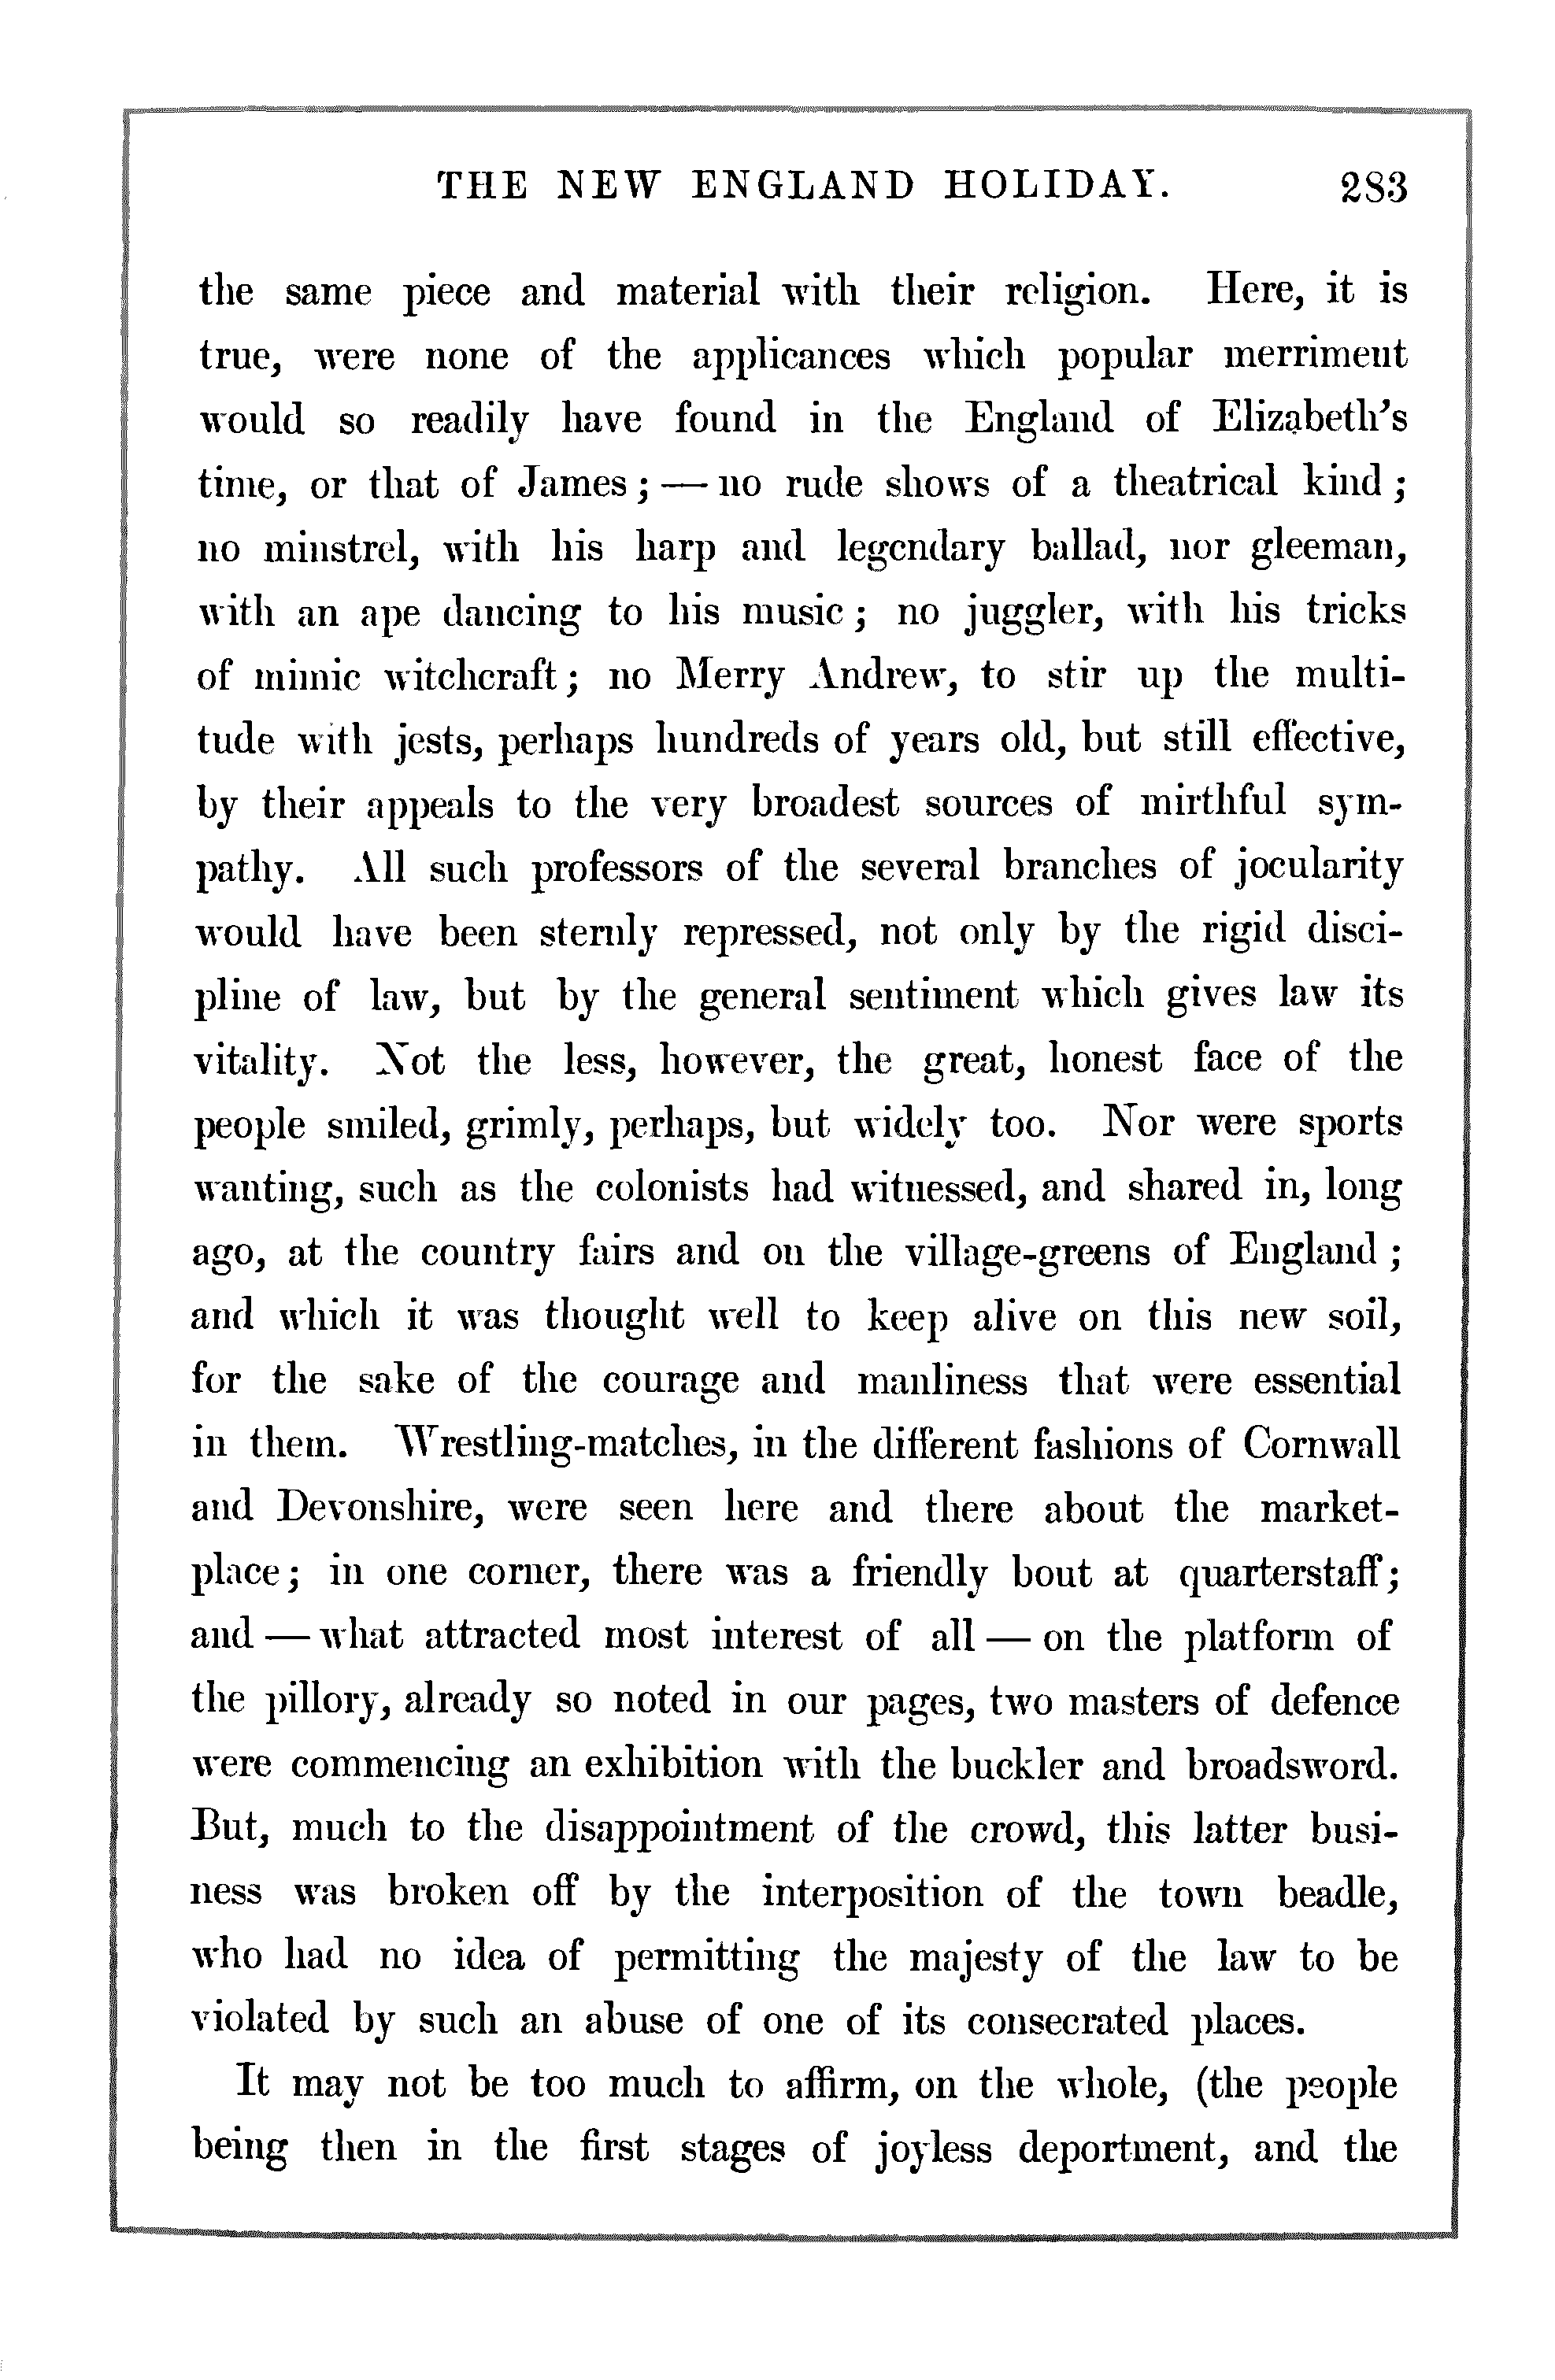 THE NEW ENGLAND HOLIDAY. 283
the same piece and material with their religion. Here, it is
true, were none of the applicances which popular merriment
would so readily have found in the England of Elizabeth's
time, or that of James; — no rude shows of a theatrical kind;
no minstrel, with his harp and legendary ballad, nor gleeman,
with an ape dancing to his music; no juggler, with his tricks
of mimic witchcraft; no Merry Andrew, to stir up the multi-
tude with jests, perhaps hundreds of years old, but still effective,
by their appeals to the very broadest sources of mirthful sym-
pathy. All such professors of the several branches of jocularity
would have been sternly repressed, not only by the rigid disci-
pline of law, but by the general sentiment which gives law its
vitality. Not the less, however, the great, honest face of the
people smiled, grimly, perhaps, but widely too. Nor were sports
wanting, such as the colonists had witnessed, and shared in, long
ago, at the country fairs and on the village-greens of England;
and which it was thought well to keep alive on this new soil,
for the sake of the courage and manliness that were essential
in them. Wrestling-matches, in the different fashions of Cornwall
and Devonshire, were seen here and there about the market-
place; in one corner, there was a friendly bout at quarterstaff;
and — what attracted most interest of all — on the platform of
the pillory, already so noted in our pages, two masters of defence
were commencing an exhibition with the buckler and broadsword.
But, much to the disappointment of the crowd, this latter busi-
ness was broken off by the interposition of the town beadle,
who had no idea of permitting the majesty of the law to be
violated by such an abuse of one of its consecrated places.
It may not be too much to affirm, on the whole, (the people
being then in the first stages of joyless deportment, and the